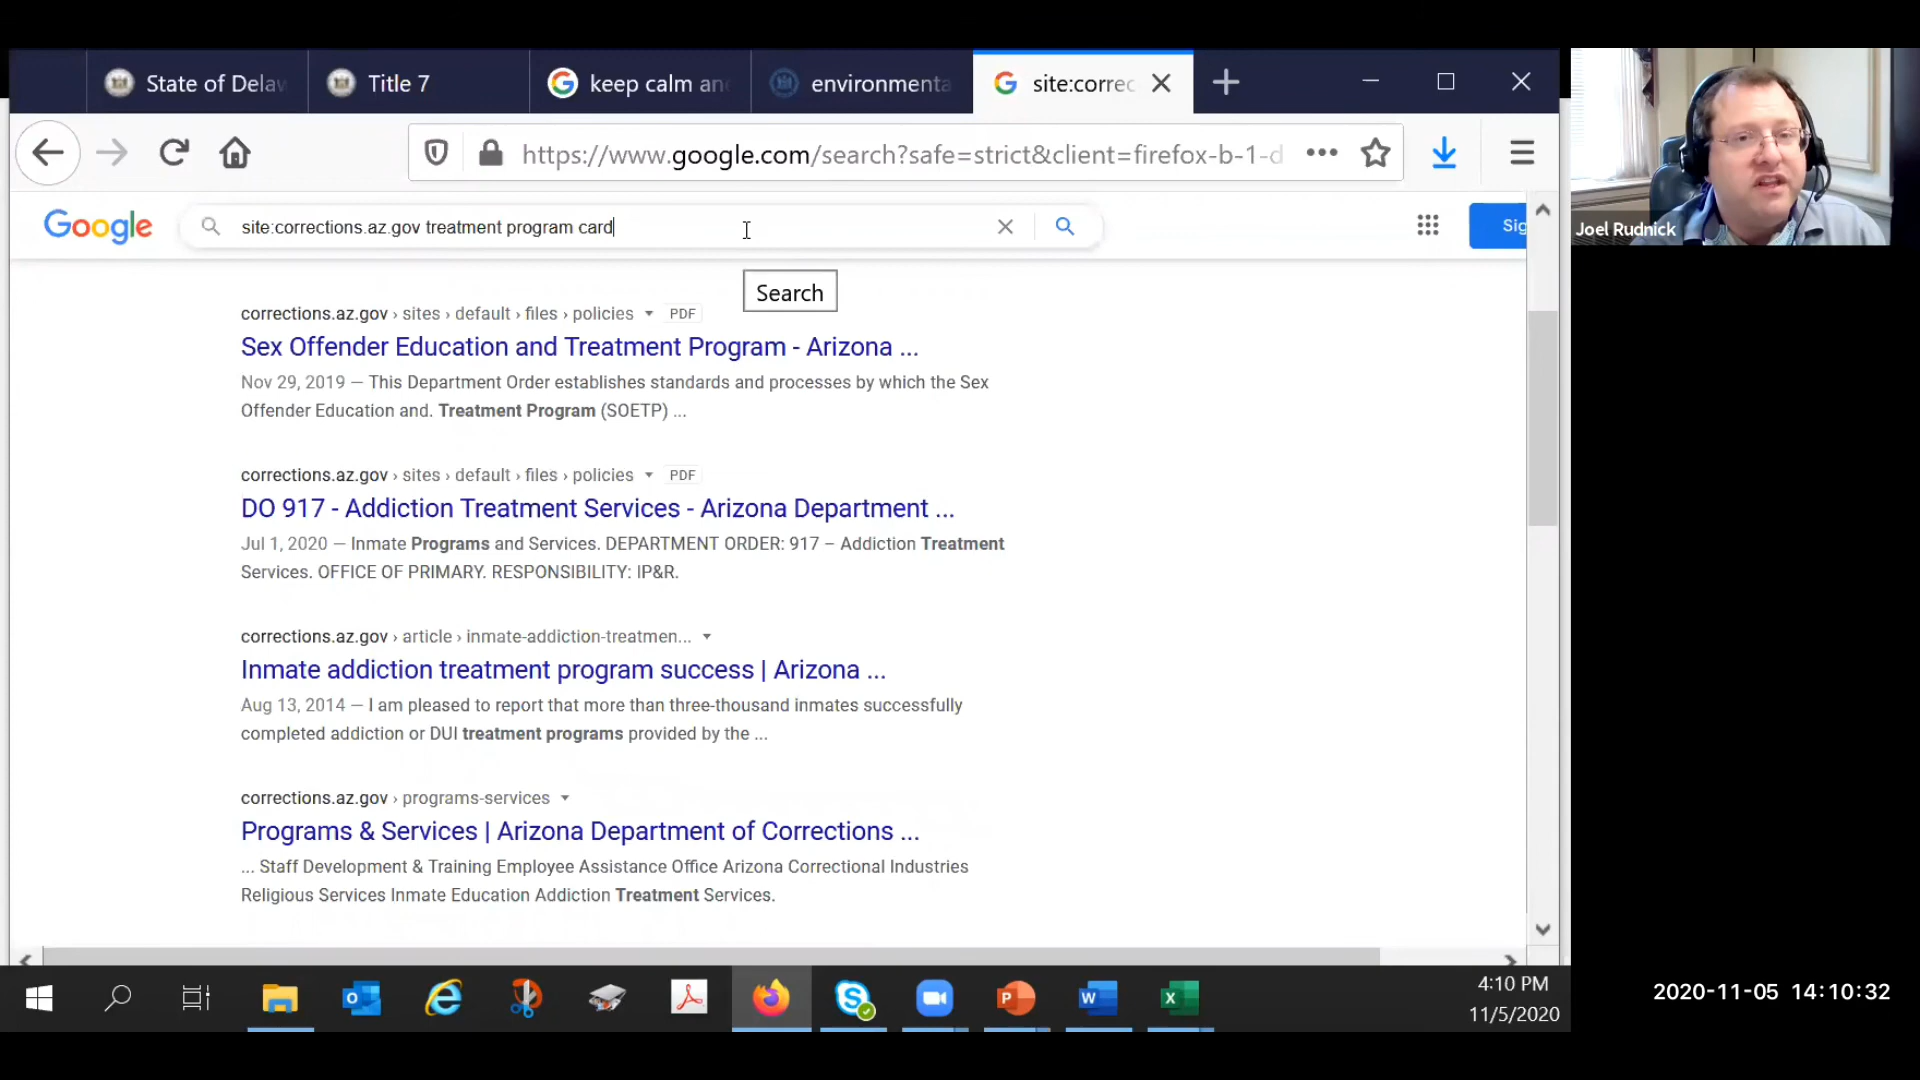 State of Delaw
Title 7
keep calm an
environmenta
site:correc
https://www.google.com/search?safe=strict&client=firefox-b-1-d
Google
site:corrections.az.gov treatment program card
Sig
Search
corrections.az.gov › sites › default › files › policies PDF
Sex Offender Education and Treatment Program - Arizona ...
Nov 29, 2019 — This Department Order establishes standards and processes by which the Sex
Offender Education and. Treatment Program (SOETP) ...
corrections.az.gov › sites › default › files › policies PDF
DO 917 - Addiction Treatment Services - Arizona Department ...
Jul 1, 2020 — Inmate Programs and Services. DEPARTMENT ORDER: 917 – Addiction Treatment
Services. OFFICE OF PRIMARY. RESPONSIBILITY: IP&R.
corrections.az.gov › article › inmate-addiction-treatmen...
Inmate addiction treatment program success | Arizona ...
Aug 13, 2014 — I am pleased to report that more than three-thousand inmates successfully
completed addiction or DUI treatment programs provided by the ...
corrections.az.gov › programs-services
Programs & Services | Arizona Department of Corrections ...
... Staff Development & Training Employee Assistance Office Arizona Correctional Industries
Religious Services Inmate Education Addiction Treatment Services.
4:10 PM
11/5/2020
Joel Rudnick
2020-11-05 14:10:32